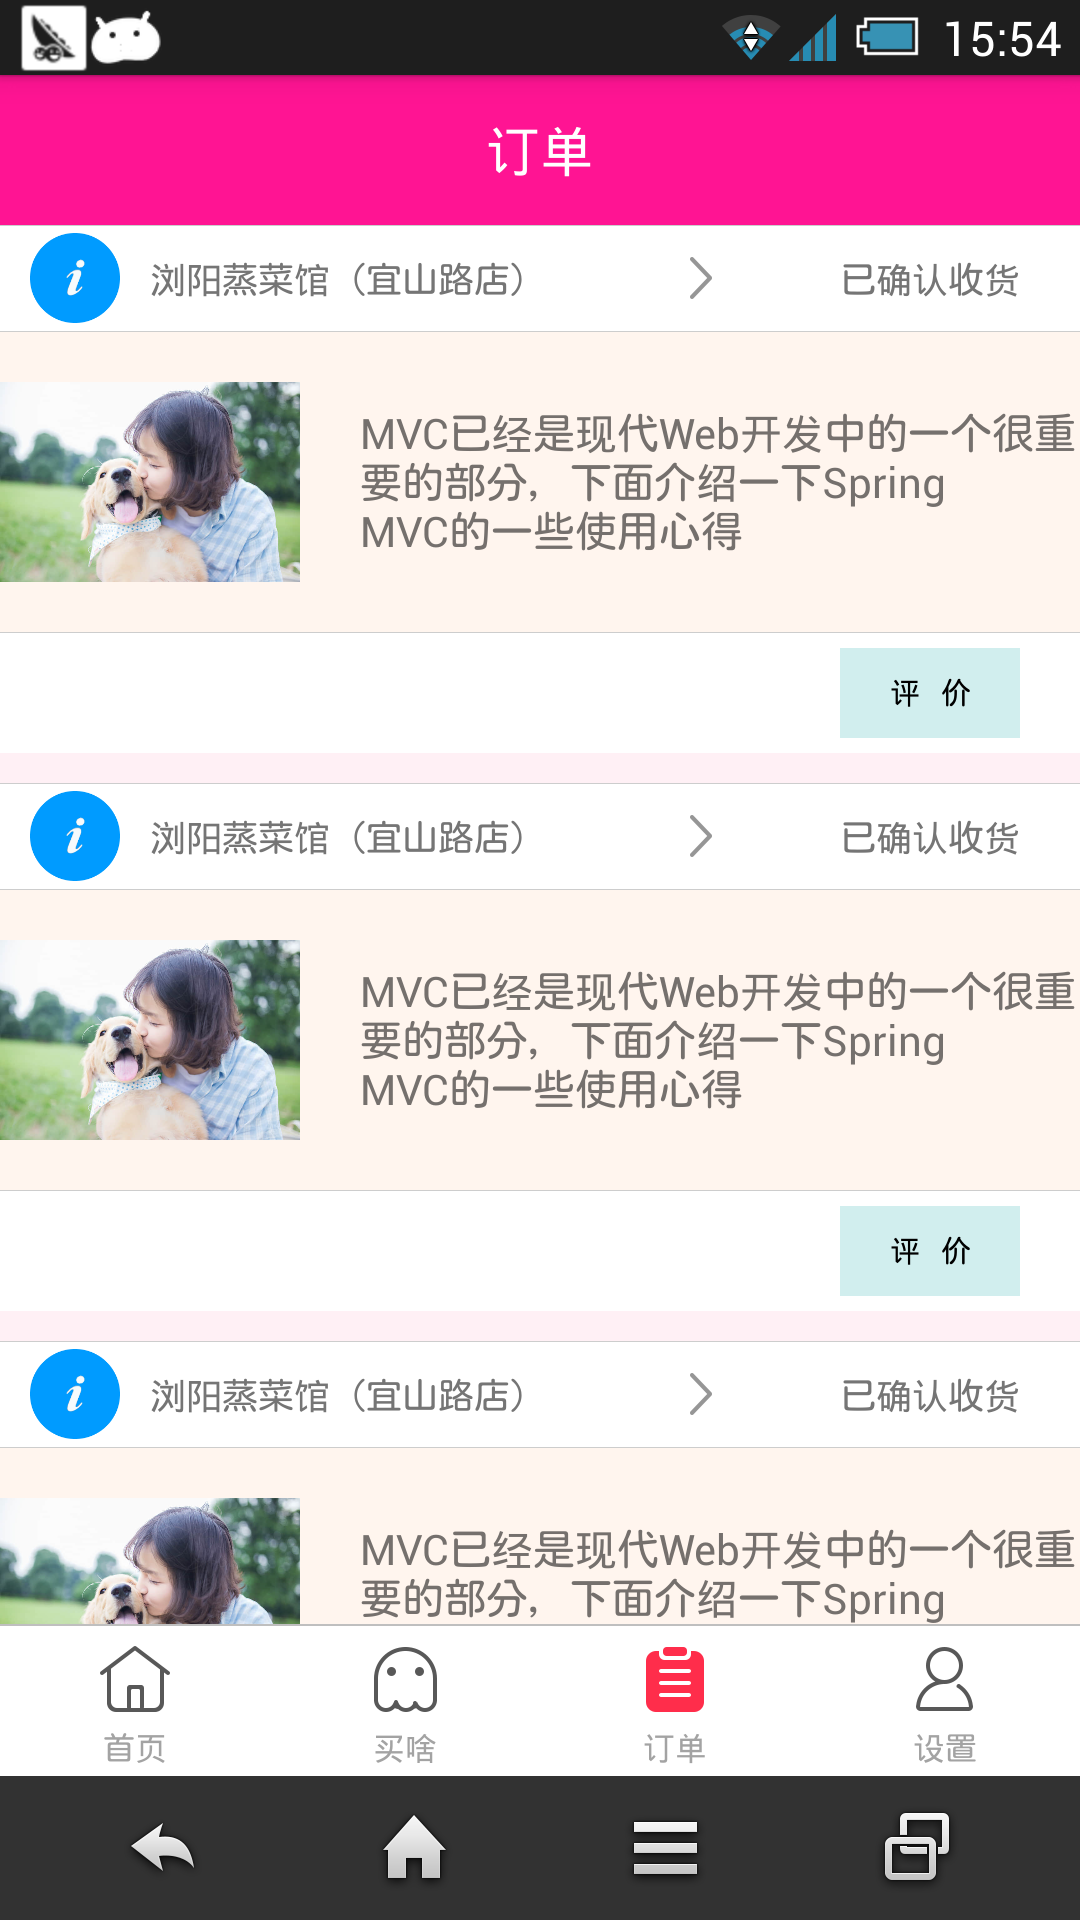 15:54
订单
浏阳蒸菜馆（宜山路店）
已确认收货
MVC已经是现代Web开发中的一个很重
要的部分，下面介绍一下Spring
MVC的一些使用心得
评 价
浏阳蒸菜馆（宜山路店）
已确认收货
MVC已经是现代Web开发中的一个很重
要的部分，下面介绍一下Spring
MVC的一些使用心得
评 价
浏阳蒸菜馆（宜山路店）
已确认收货
MVC已经是现代Web开发中的一个很重
要的部分，下面介绍一下Spring
首页
买啥
订单
设置